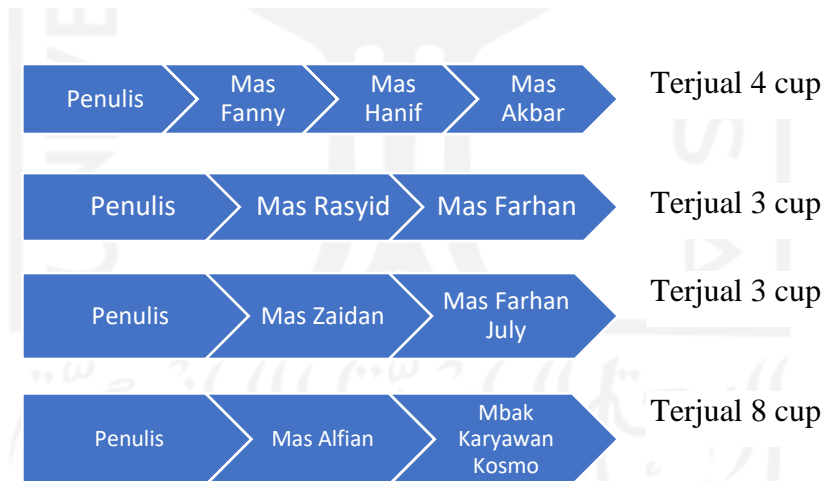 Penulis
Mas
Fanny
Mas
Hanif
Mas
Akbar
Terjual 4 cup
Penulis
Mas Rasyid
Mas Farhan
Terjual 3 cup
Penulis
Mas Zaidan
Mas Farhan
July
Terjual 3 cup
Penulis
Mas Alfian
Mbak
Karyawan
Kosmo
Terjual 8 cup